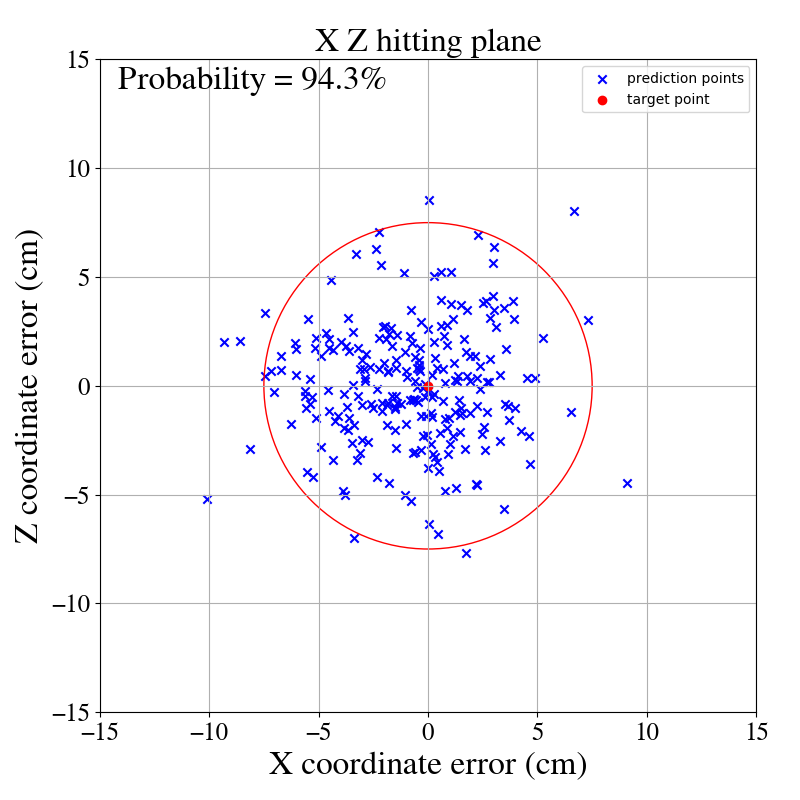 X Z hitting plane
Probability = 94.3%
prediction points
target point
15
10
5
0
−5
−10
−15
Z coordinate error (cm)
−15 −10 −5 0 5 10 15
X coordinate error (cm)